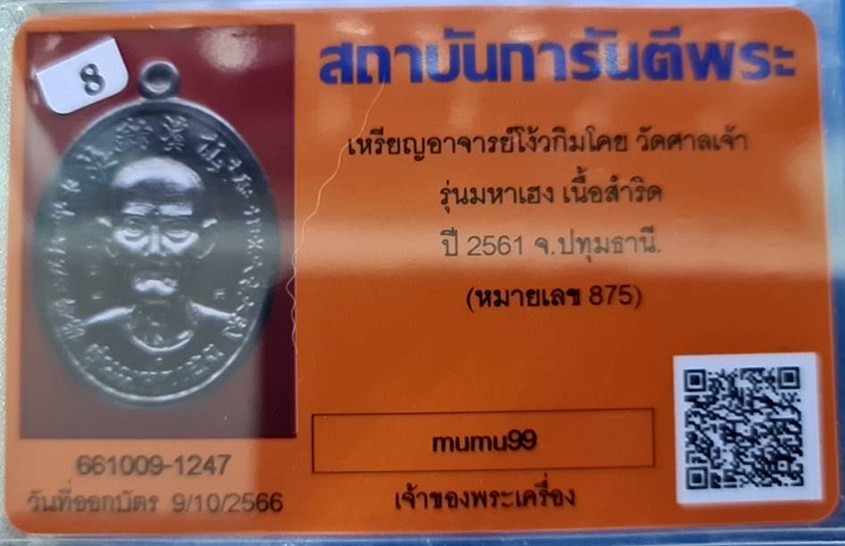 8
สถาบันการันตีพระ
เหรียญอาจารย์โง้วกิมโคย วัดศาลเจ้า
รุ่นมหาเฮง เนื้อสำริด
ปี 2561 จ.ปทุมธานี.
(หมายเลข 875)
mumu99
เจ้าของพระเครื่อง
661009-1247
วันที่ออกบัตร 9/10/2566